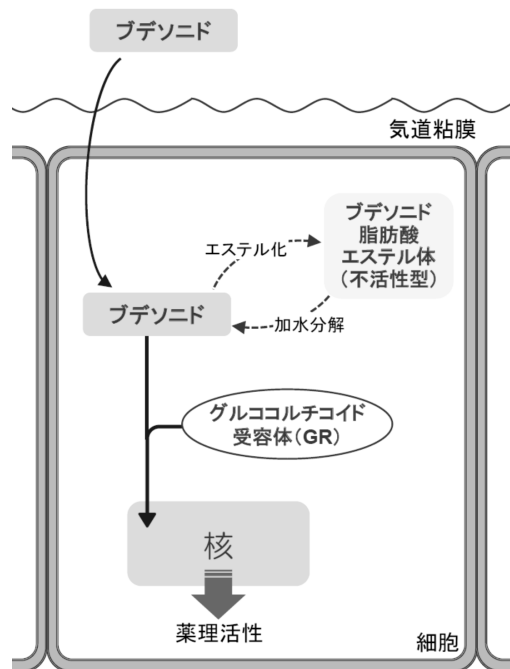 ブデソニド
気道粘膜
ブデソニド
脂肪酸
エステル体
（不活性型）
エステル化
ブデソニド
加水分解
グルココルチコイド
受容体（GR）
核
薬理活性
細胞